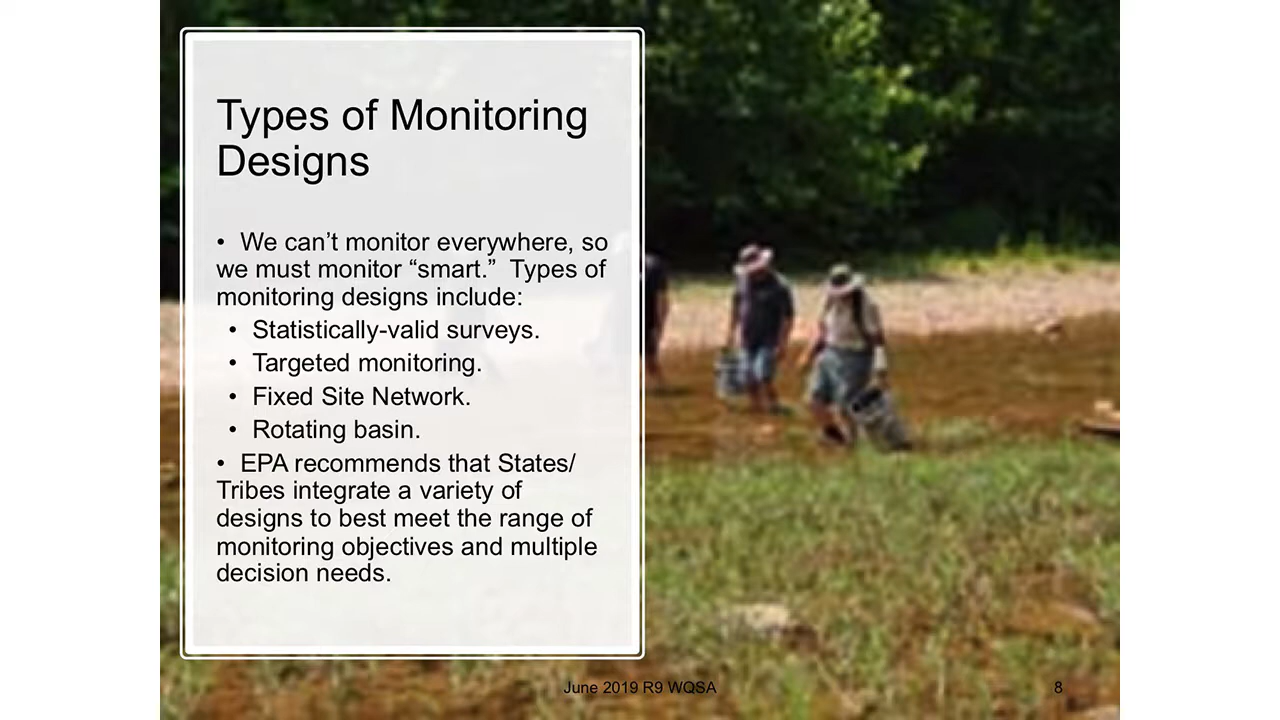 Types of Monitoring
Designs
• We can’t monitor everywhere, so
we must monitor “smart.”  Types of
monitoring designs include:
• Statistically-valid surveys.
• Targeted monitoring.
• Fixed Site Network.
• Rotating basin.
• EPA recommends that States/
Tribes integrate a variety of
designs to best meet the range of
monitoring objectives and multiple
decision needs.
June 2019 R9 WQSA
8